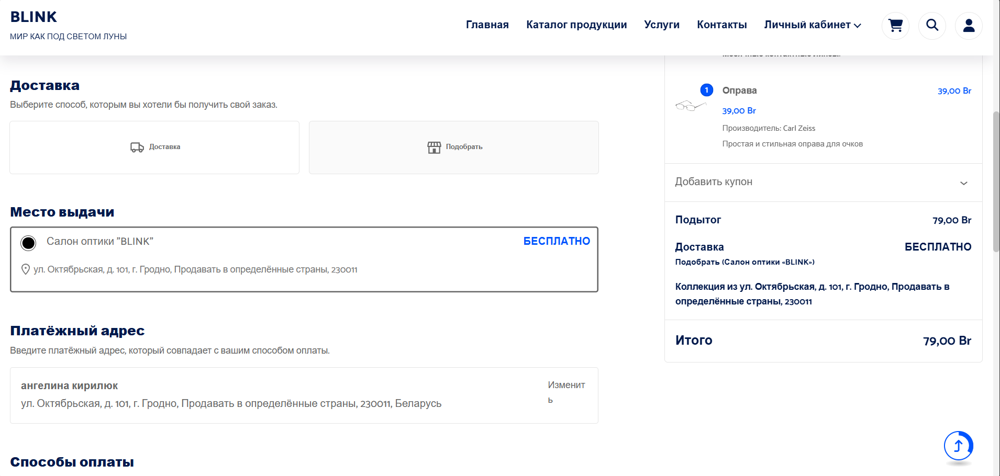 BLINK
МИР КАК ПОД СВЕТОМ ЛУНЫ
Главная
Каталог продукции
Услуги
Контакты
Личный кабинет
Доставка
Выберите способ, которым вы хотели бы получить свой заказ.
Доставка
Подобрать
Место выдачи
Салон оптики "BLINK"
БЕСПЛАТНО
ул. Октябрьская, д. 101, г. Гродно, Продавать в определённые страны, 230011
Платёжный адрес
Введите платёжный адрес, который совпадает с вашим способом оплаты.
ангелина кирилюк
ул. Октябрьская, д. 101, г. Гродно, Продавать в определённые страны, 230011, Беларусь
Изменит
ь
Способы оплаты
1
Оправа
39,00 Br
39,00 Br
Производитель: Carl Zeiss
Простая и стильная оправа для очков
Добавить купон
Подытог
79,00 Br
Доставка
БЕСПЛАТНО
Подобрать (Салон оптики «BLINK»)
Коллекция из ул. Октябрьская, д. 101, г. Гродно, Продавать в
определённые страны, 230011
Итого
79,00 Br